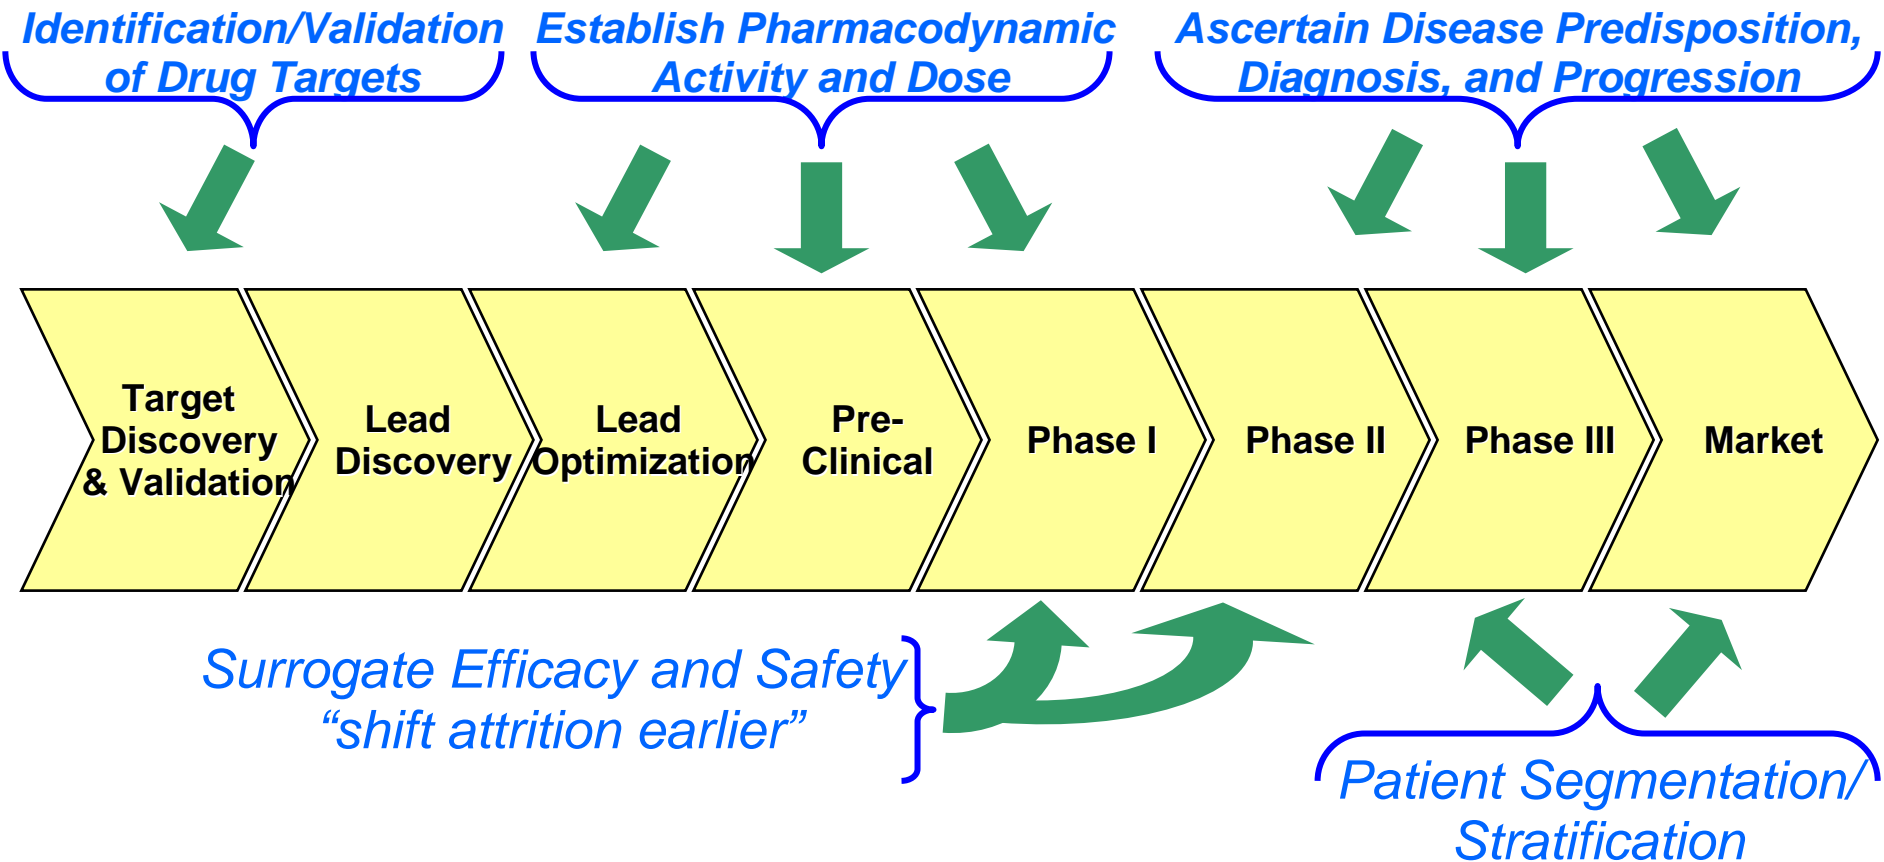 Identification/Validation
of Drug Targets
Establish Pharmacodynamic
Activity and Dose
Ascertain Disease Predisposition,
Diagnosis, and Progression
Target
Discovery
& Validation
Lead
Discovery
Lead
Optimization
Pre-
Clinical
Phase I
Phase II
Phase III
Market
Surrogate Efficacy and Safety
“shift attrition earlier”
Patient Segmentation/
Stratification